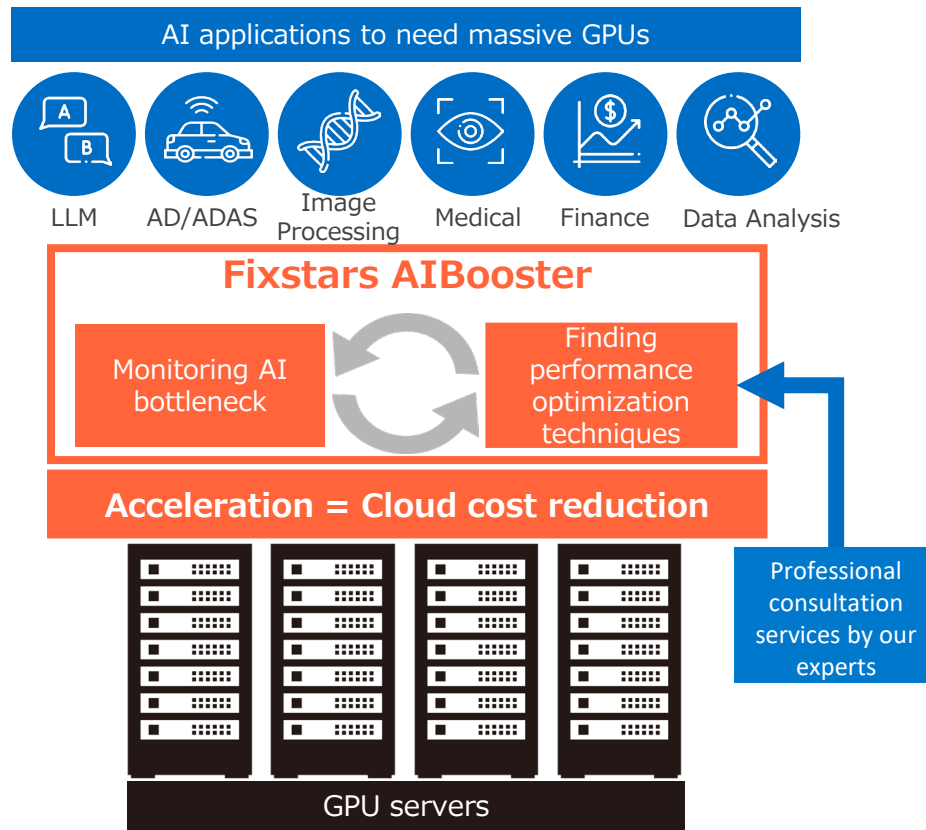 AI applications to need massive GPUs
A
B
$
LLM
AD/ADAS
Image
Processing
Medical
Finance
Data Analysis
Fixstars AIBooster
Monitoring AI
bottleneck
Finding
performance
optimization
techniques
Acceleration = Cloud cost reduction
Professional
consultation
services by our
experts
GPU servers